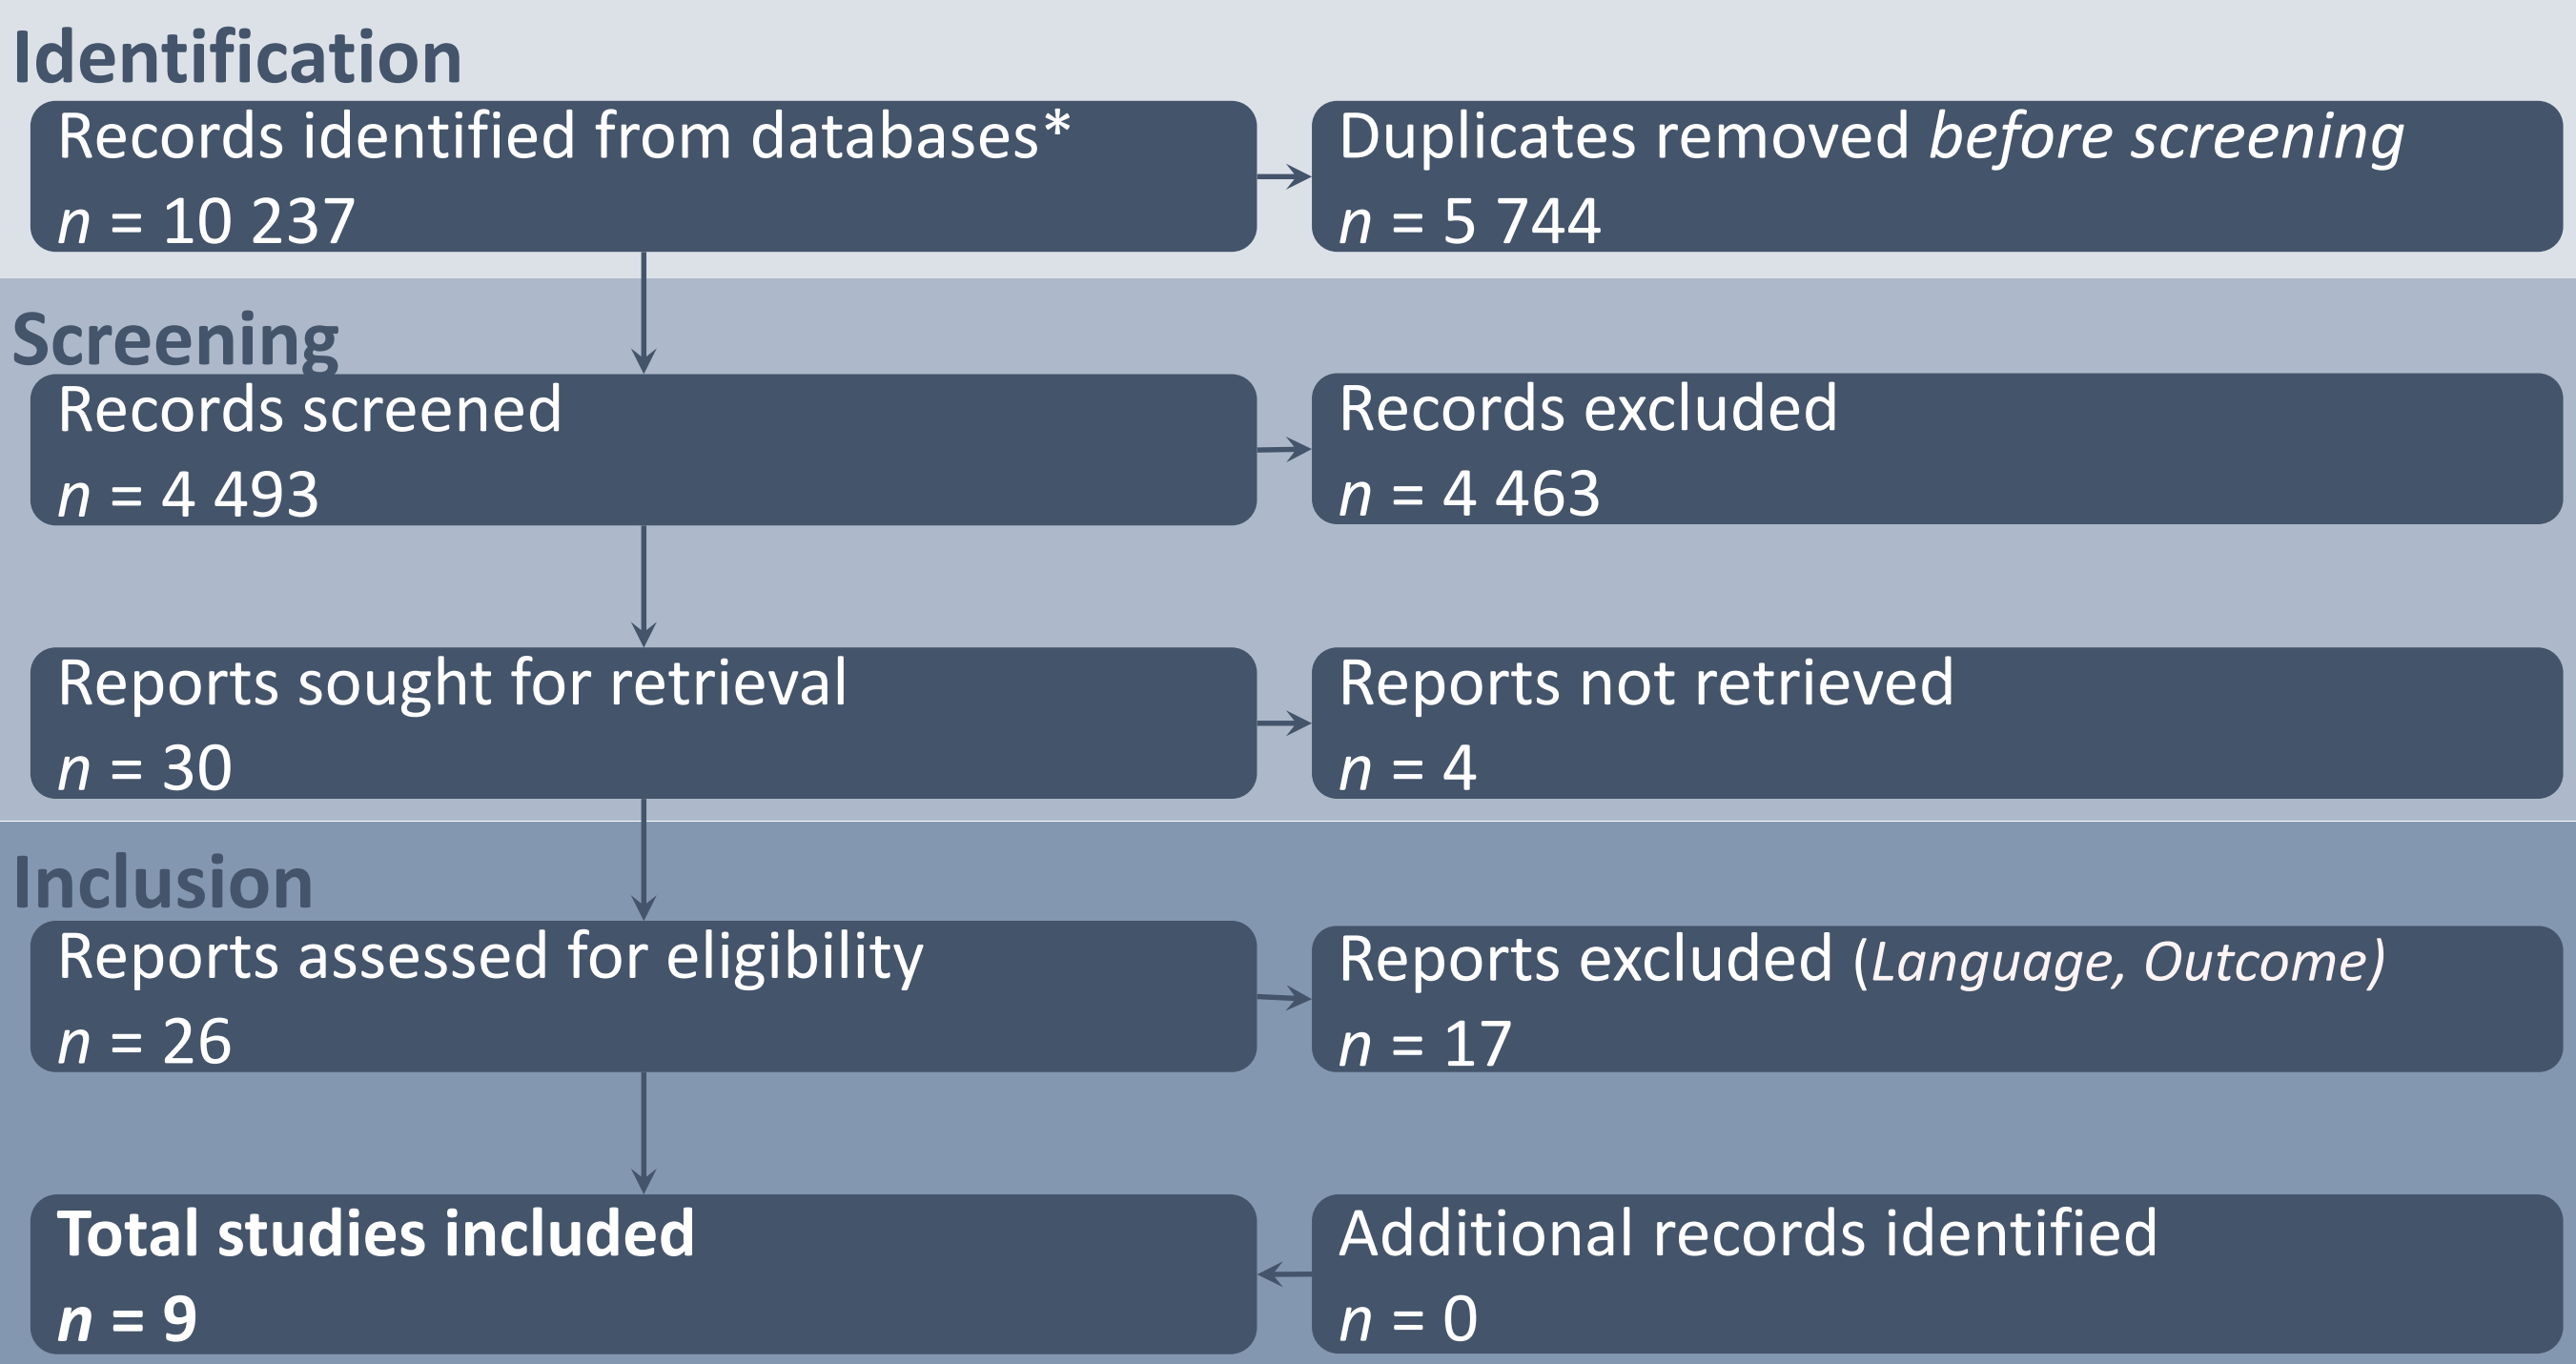 Identification
Records identified from databases*
n = 10 237
Duplicates removed before screening
n = 5 744
Screening
Records screened
n = 4 493
Records excluded
n = 4 463
Reports sought for retrieval
n = 30
Reports not retrieved
n = 4
Inclusion
Reports assessed for eligibility
n = 26
Reports excluded (Language, Outcome)
n = 17
Total studies included
n = 9
Additional records identified
n = 0